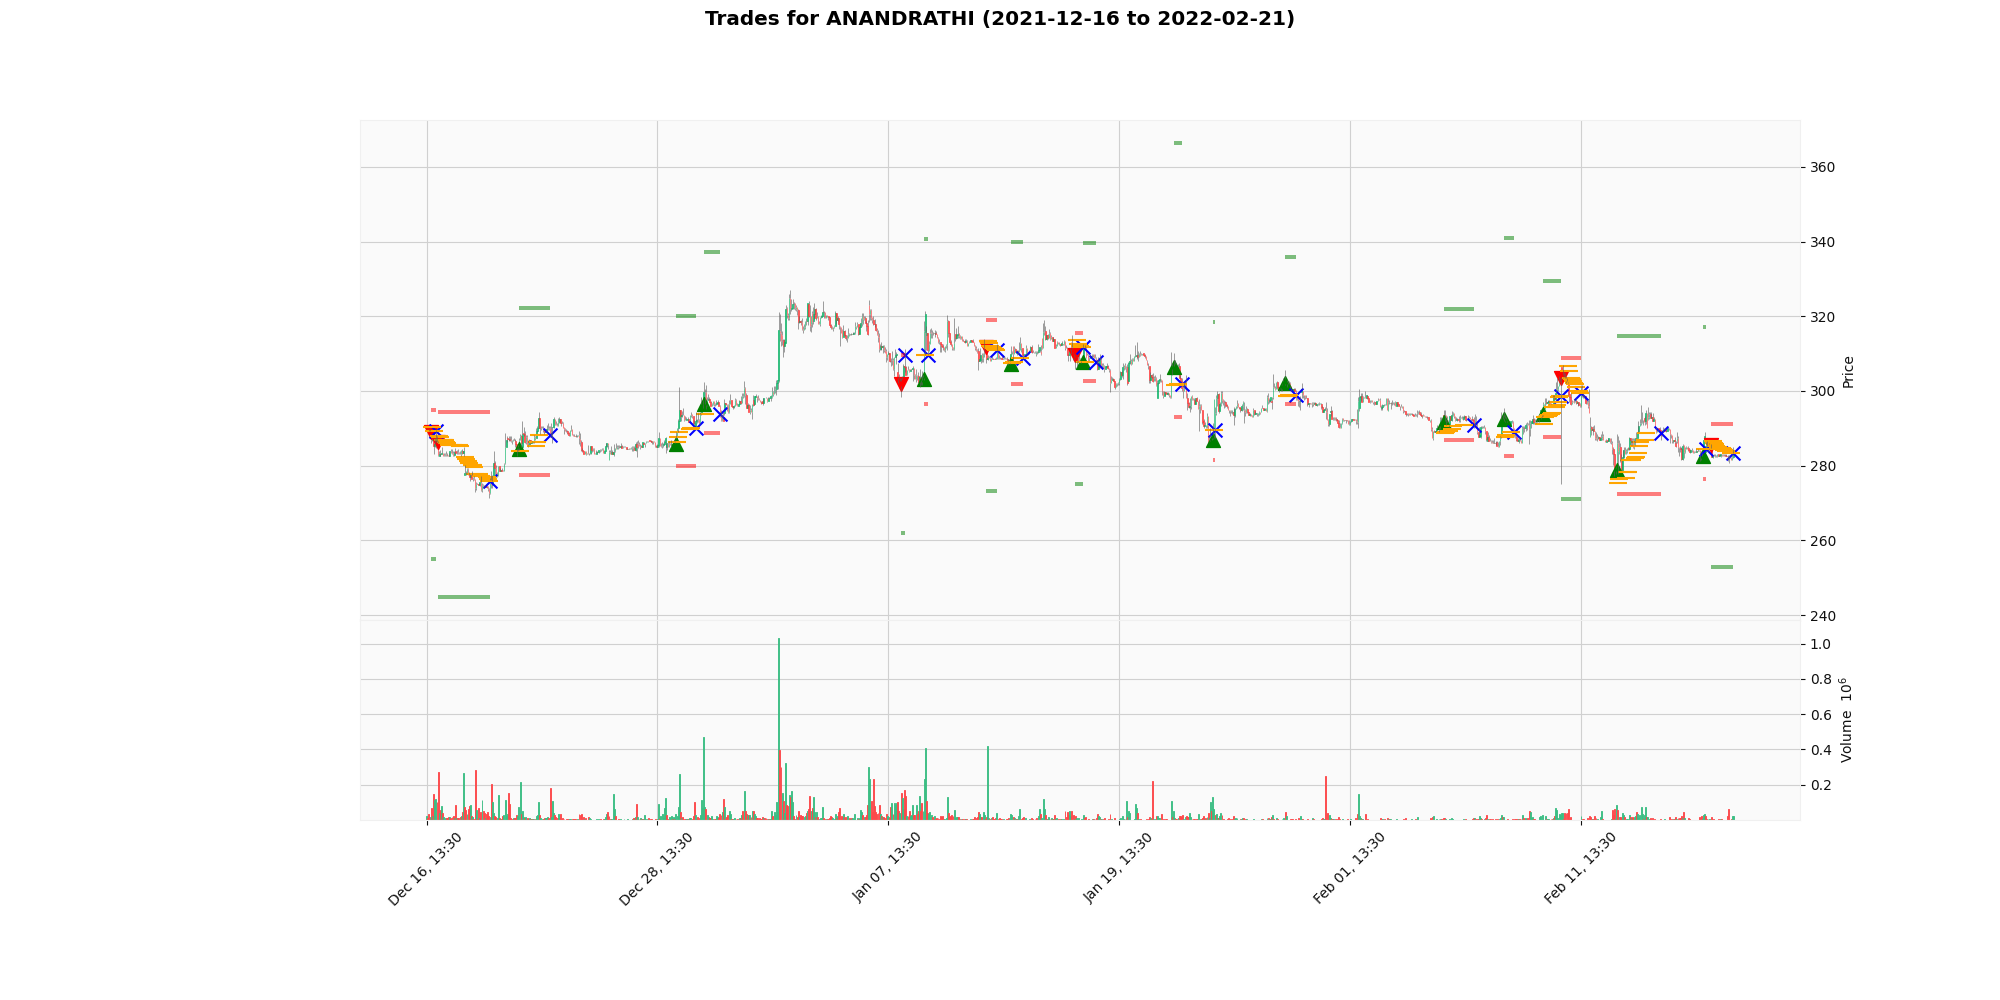 Trades for ANANDRATHI (2021-12-16 to 2022-02-21)
360
340
320
300
280
260
240
Price
1.0
0.8
0.6
0.4
0.2
Volume 10^6
Dec 16, 13:30
Dec 28, 13:30
Jan 07, 13:30
Jan 19, 13:30
Feb 01, 13:30
Feb 11, 13:30